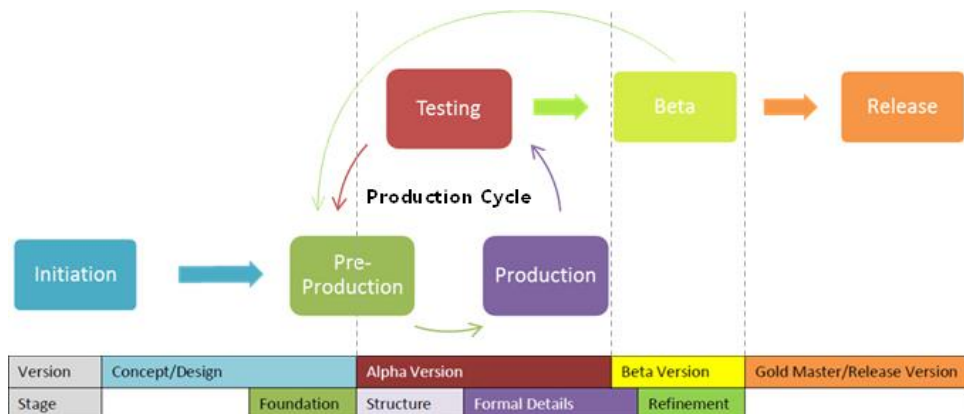 Testing
Beta
Release
Production Cycle
Initiation
Pre-
Production
Production
Version
Concept/Design
Alpha Version
Beta Version
Gold Master/Release Version
Stage
Foundation
Structure
Formal Details
Refinement